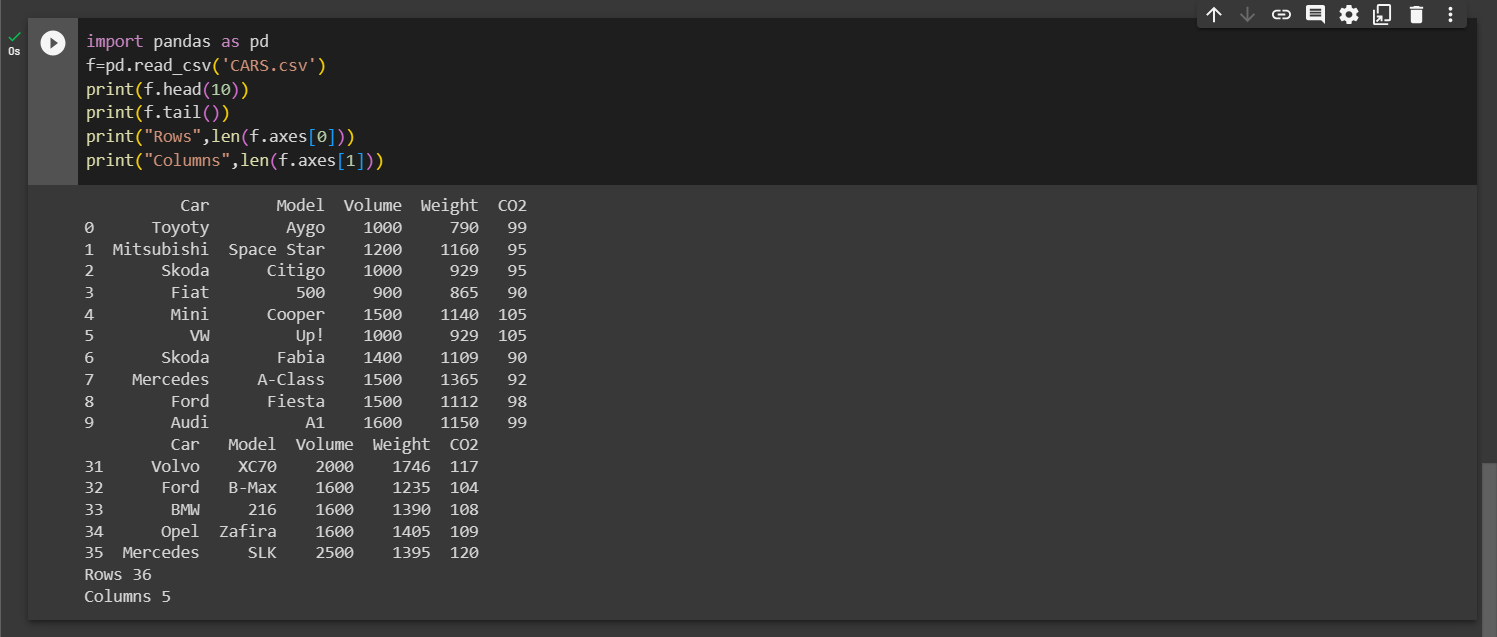 0s
import pandas as pd
f=pd.read_csv('CARS.csv')
print(f.head(10))
print(f.tail())
print("Rows",len(f.axes[0]))
print("Columns",len(f.axes[1]))
Car Model Volume Weight CO2
0 Toyoty Aygo 1000 790 99
1 Mitsubishi Space Star 1200 1160 95
2 Skoda Citigo 1000 929 95
3 Fiat 500 900 865 90
4 Mini Cooper 1500 1140 105
5 VW Up! 1000 929 105
6 Skoda Fabia 1400 1109 90
7 Mercedes A-Class 1500 1365 92
8 Ford Fiesta 1500 1112 98
9 Audi A1 1600 1150 99
Car Model Volume Weight CO2
31 Volvo XC70 2000 1746 117
32 Ford B-Max 1600 1235 104
33 BMW 216 1600 1390 108
34 Opel Zafira 1600 1405 109
35 Mercedes SLK 2500 1395 120
Rows 36
Columns 5